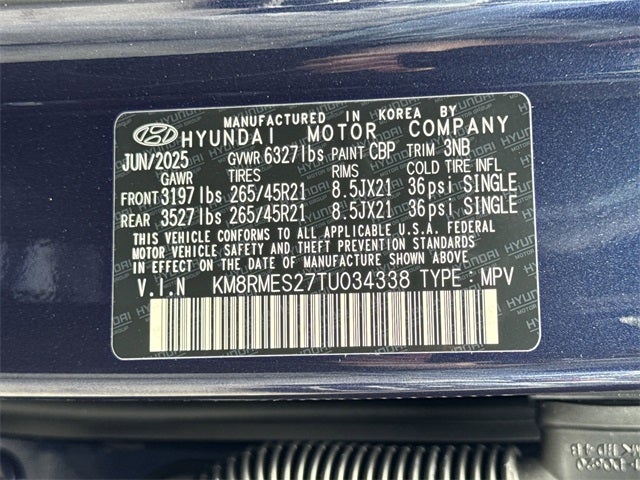 MANUFACTURED IN KOREA BY
HYUNDAI MOTOR COMPANY
JUN/2025 GVWR 6327lbs PAINT CBP TRIM 3NB
GAWR TIRES RIMS COLD TIRE INFL
FRONT 3197lbs 265/45R21 8.5JX21 36psi SINGLE
REAR 3527lbs 265/45R21 8.5JX21 36psi SINGLE
THIS VEHICLE CONFORMS TO ALL APPLICABLE U.S.A. FEDERAL
MOTOR VEHICLE SAFETY AND THEFT PREVENTION STANDARDS
IN EFFECT ON THE DATE OF MANUFACTURE SHOWN ABOVE.
V.I.N KM8RMES27TU034338 TYPE : MPV